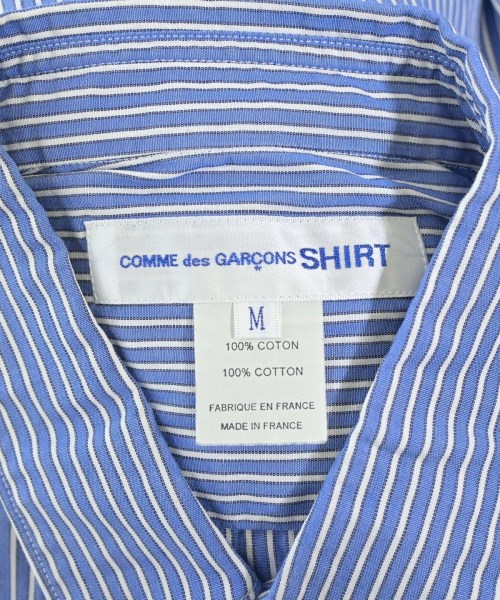 COMME des GARÇONS SHIRT
M
100% COTON
100% COTTON
FABRIQUE EN FRANCE
MADE IN FRANCE